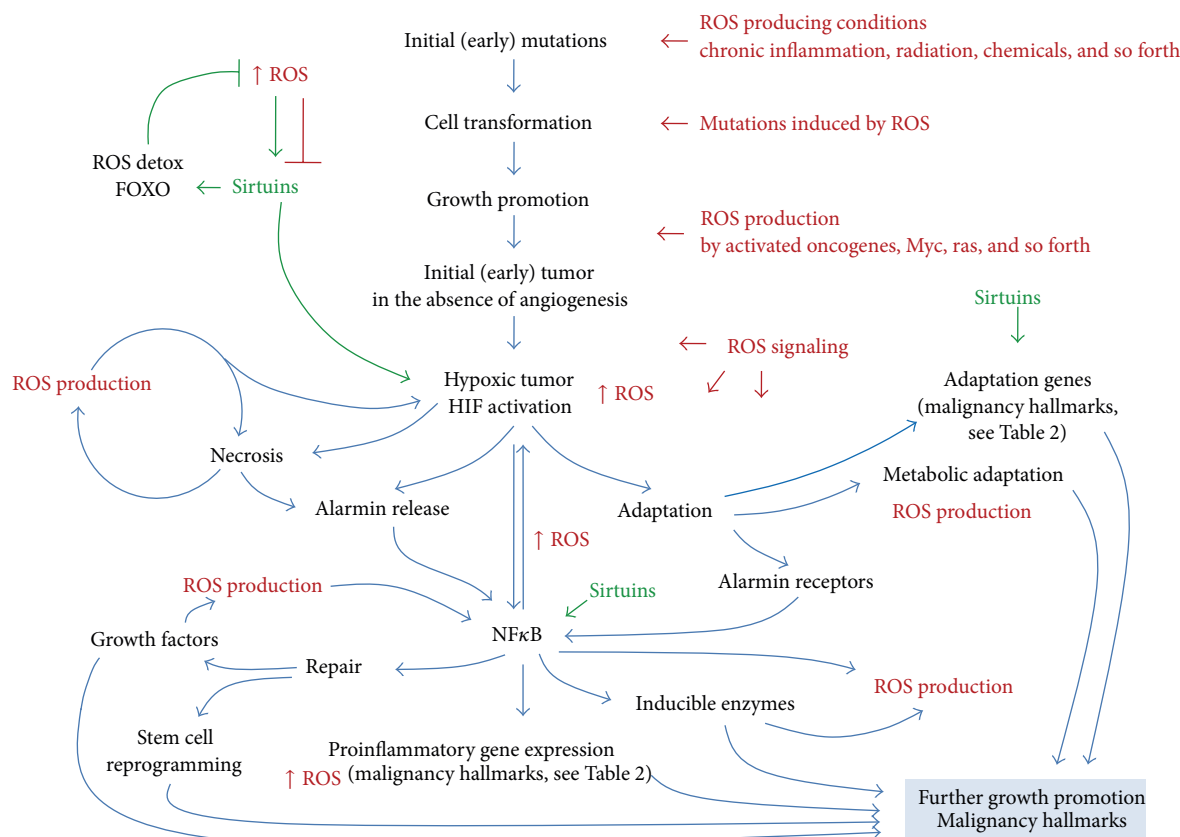 Initial (early) mutations
ROS producing conditions
chronic inflammation, radiation, chemicals, and so forth
↑ ROS
Cell transformation
Mutations induced by ROS
ROS detox
FOXO
Sirtuins
Growth promotion
ROS production
by activated oncogenes, Myc, ras, and so forth
Initial (early) tumor
in the absence of angiogenesis
Sirtuins
ROS signaling
ROS production
Hypoxic tumor
HIF activation
↑ ROS
Adaptation genes
(malignancy hallmarks,
see Table 2)
Necrosis
Metabolic adaptation
Alarmin release
Adaptation
ROS production
↑ ROS
ROS production
Sirtuins
Alarmin receptors
Growth factors
NFκB
Repair
ROS production
Inducible enzymes
Stem cell
reprogramming
Proinflammatory gene expression
↑ ROS (malignancy hallmarks, see Table 2)
Further growth promotion
Malignancy hallmarks